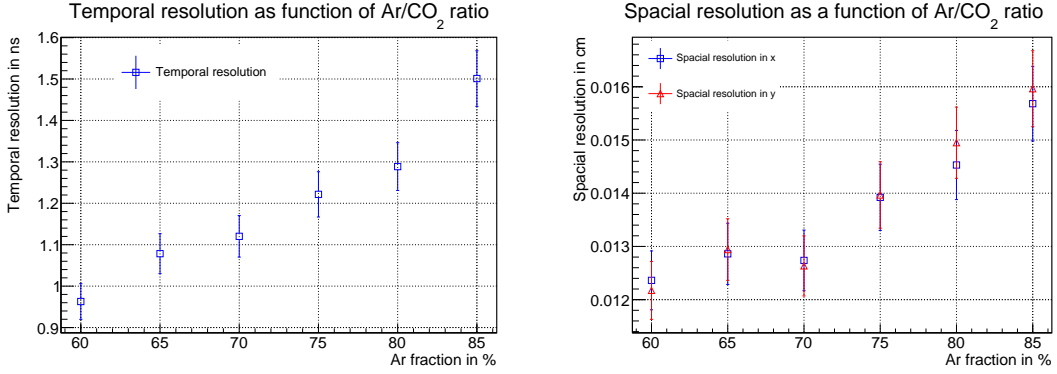 Temporal resolution as function of Ar/CO2 ratio
Temporal resolution in ns
1.6
1.5
1.4
1.3
1.2
1.1
1
0.9
Temporal resolution
60 65 70 75 80 85
Ar fraction in %
Spacial resolution as a function of Ar/CO2 ratio
Spacial resolution in cm
0.016
0.015
0.014
0.013
0.012
Spacial resolution in x
Spacial resolution in y
60 65 70 75 80 85
Ar fraction in %